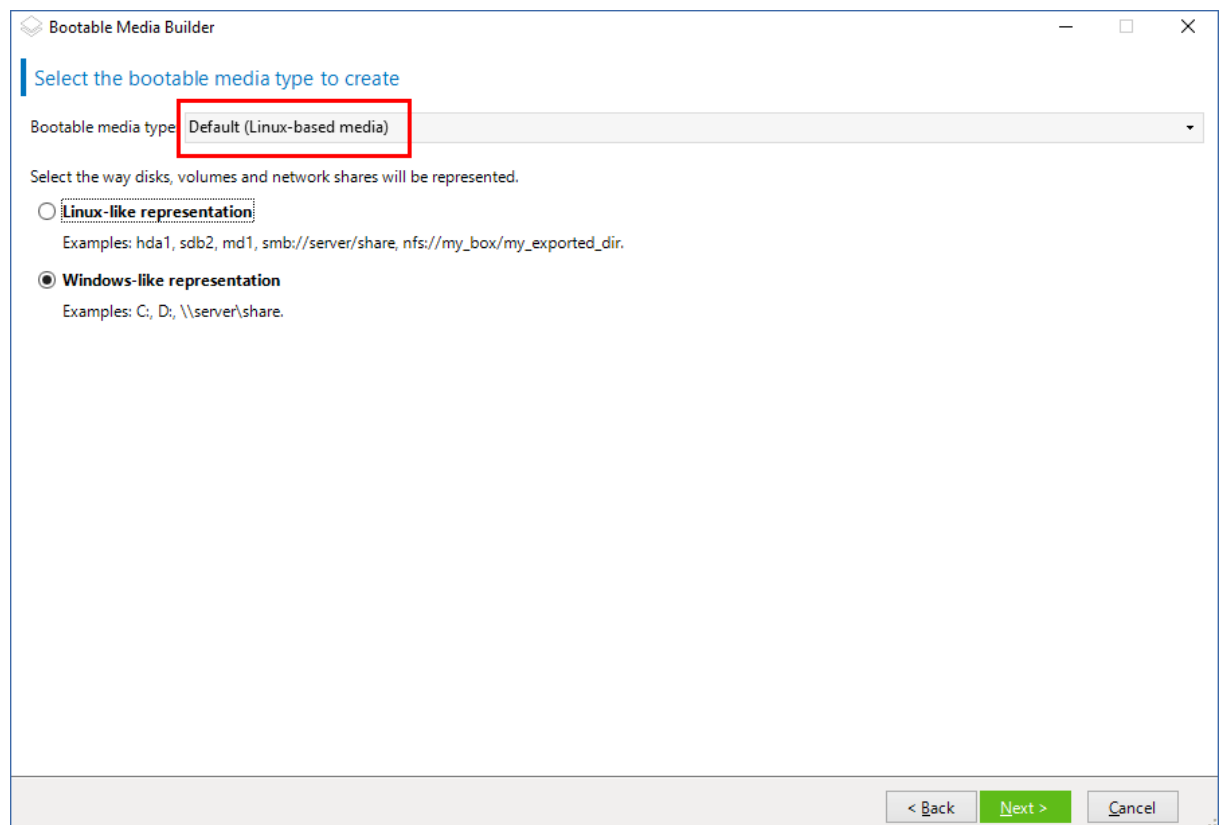 Bootable Media Builder
Select the bootable media type to create
Bootable media type Default (Linux-based media)
Select the way disks, volumes and network shares will be represented.
Linux-like representation
Examples: hda1, sdb2, md1, smb://server/share, nfs://my_box/my_exported_dir.
Windows-like representation
Examples: C:, D:, \\server\share.
< Back Next > Cancel